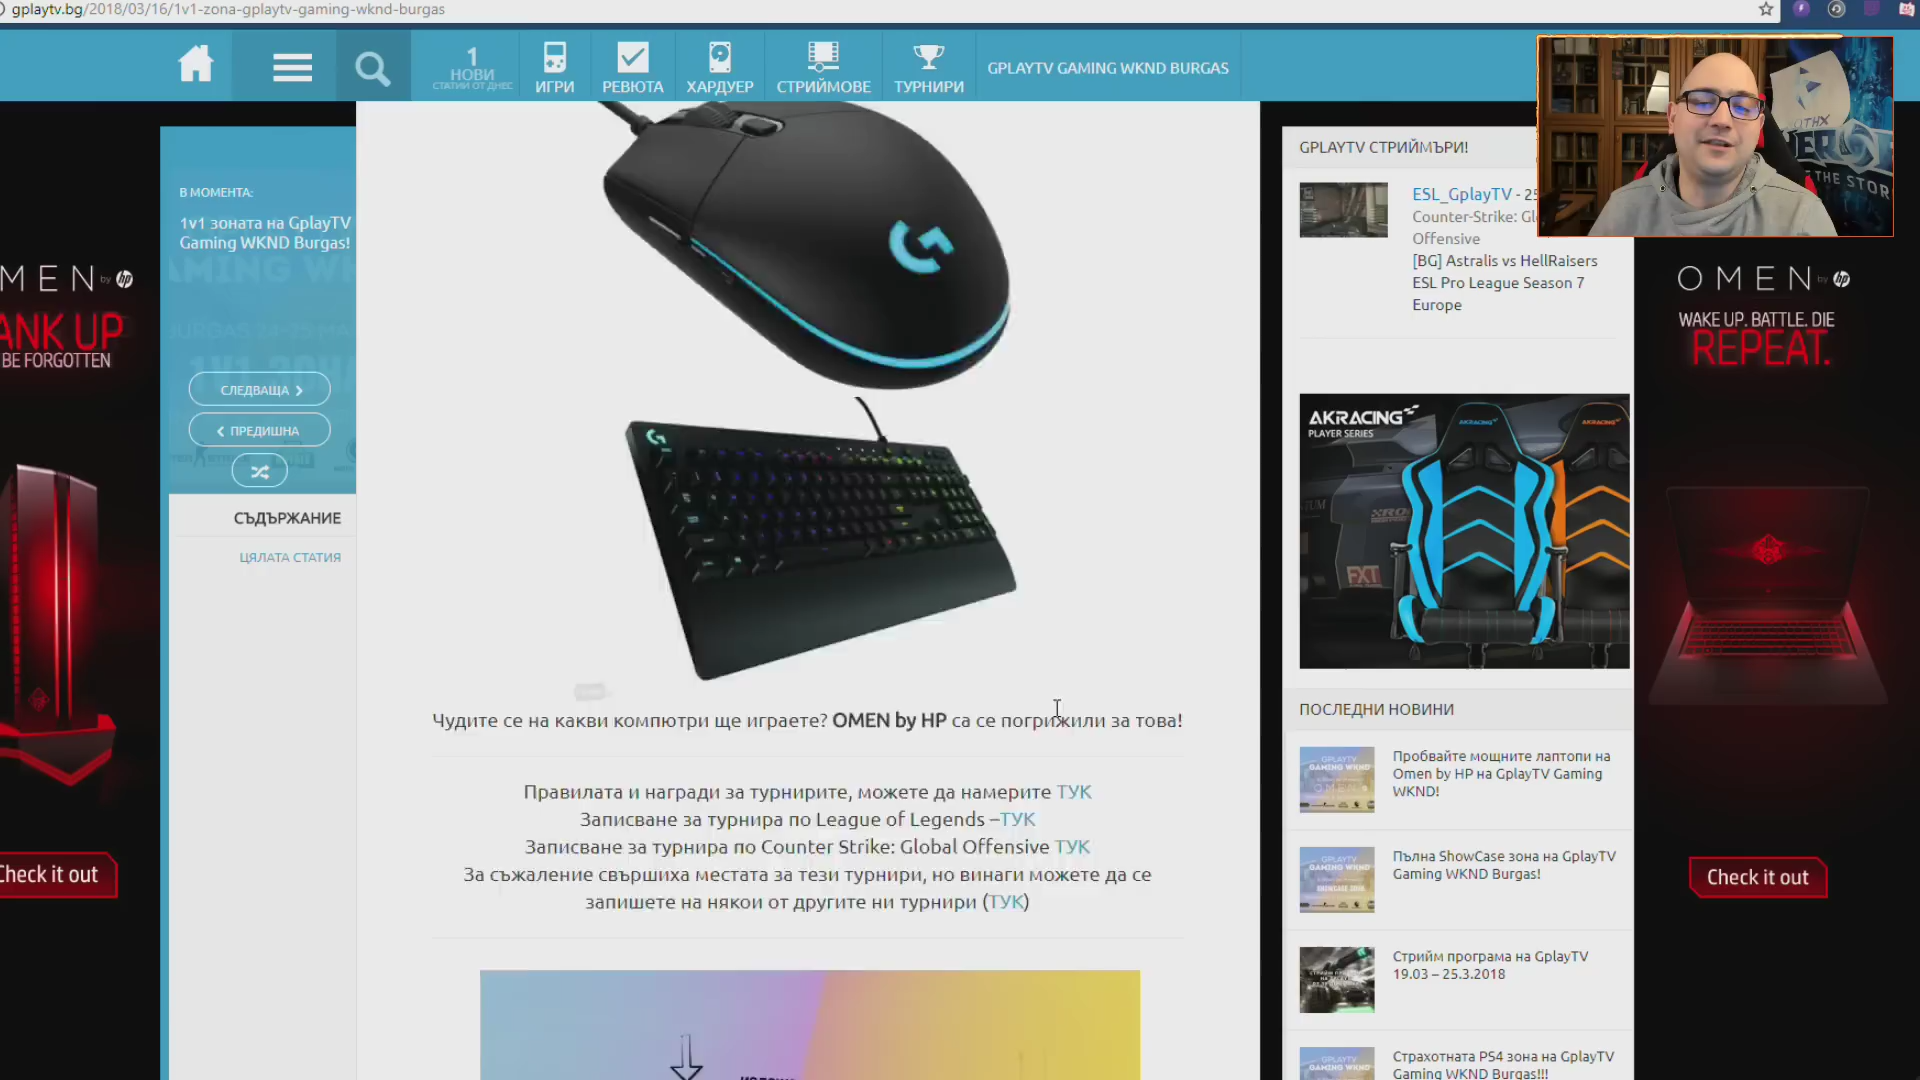 gplaytv.bg/2018/03/16/1v1-zona-gplaytv-gaming-wknd-burgas
1
НОВИ
СТАТИИ ОТ ДНЕС
ИГРИ
РЕВЮТА
ХАРДУЕР
СТРИЙМОВЕ
ТУРНИРИ
GPLAYTV GAMING WKND BURGAS
В МОМЕНТА:
1v1 зоната на GplayTV
Gaming WKND Burgas!
СЛЕДВАЩА
ПРЕДИШНА
СЪДЪРЖАНИЕ
ЦЯЛАТА СТАТИЯ
MEN by hp
ANK UP
BE FORGOTTEN
Check it out
Чудите се на какви компютри ще играете? OMEN by HP са се погрижили за това!
Правилата и награди за турнирите, можете да намерите ТУК
Записване за турнира по League of Legends –ТУК
Записване за турнира по Counter Strike: Global Offensive ТУК
За съжаление свършиха местата за тези турнири, но винаги можете да се
запишете на някои от другите ни турнири (ТУК)
GPLAYTV СТРИЙМЪРИ!
ESL_GplayTV - 25
Counter-Strike: Gl
Offensive
[BG] Astralis vs HellRaisers
ESL Pro League Season 7
Europe
AKRACING
PLAYER SERIES
FXT
ПОСЛЕДНИ НОВИНИ
Пробвайте мощните лаптопи на
Omen by HP на GplayTV Gaming
WKND!
Пълна ShowCase зона на GplayTV
Gaming WKND Burgas!
Стрийм програма на GplayTV
19.03 – 25.3.2018
Страхотната PS4 зона на GplayTV
Gaming WKND Burgas!!!
THE STOR
OMEN by hp
WAKE UP. BATTLE. DIE
REPEAT.
Check it out